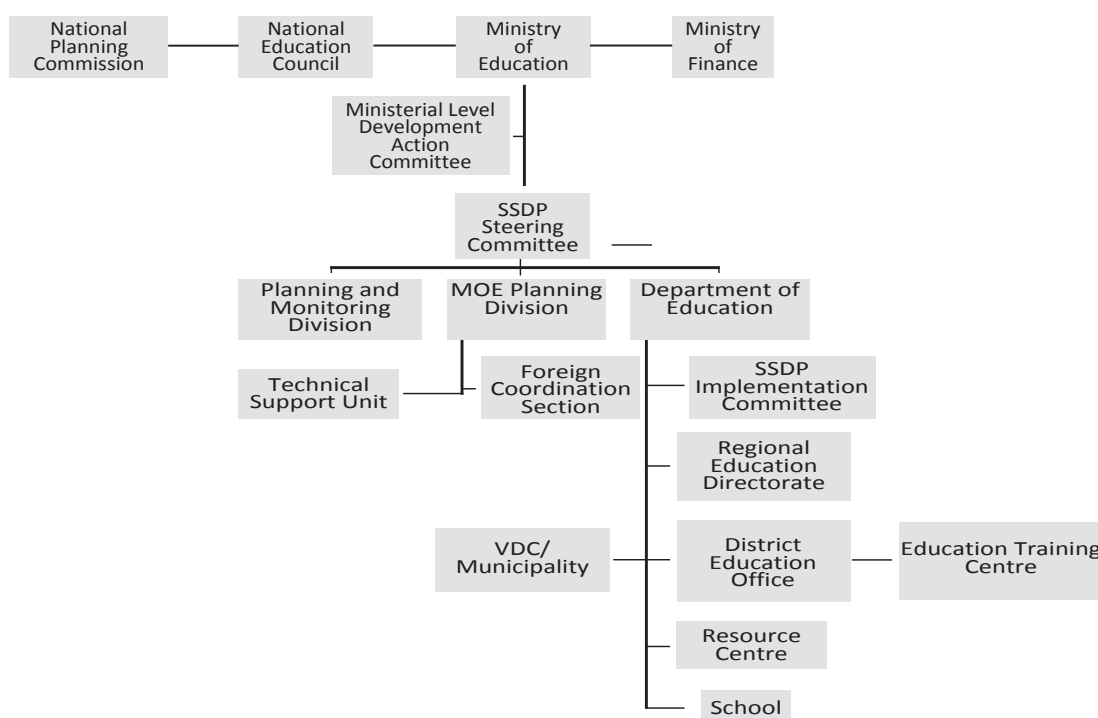 National
Planning
Commission
National
Education
Council
Ministry
of
Education
Ministry
of
Finance
Ministerial Level
Development
Action
Committee
SSDP
Steering
Committee
Planning and
Monitoring
Division
MOE Planning
Division
Department of
Education
Technical
Support Unit
Foreign
Coordination
Section
SSDP
Implementation
Committee
Regional
Education
Directorate
VDC/
Municipality
District
Education
Office
Education Training
Centre
Resource
Centre
School